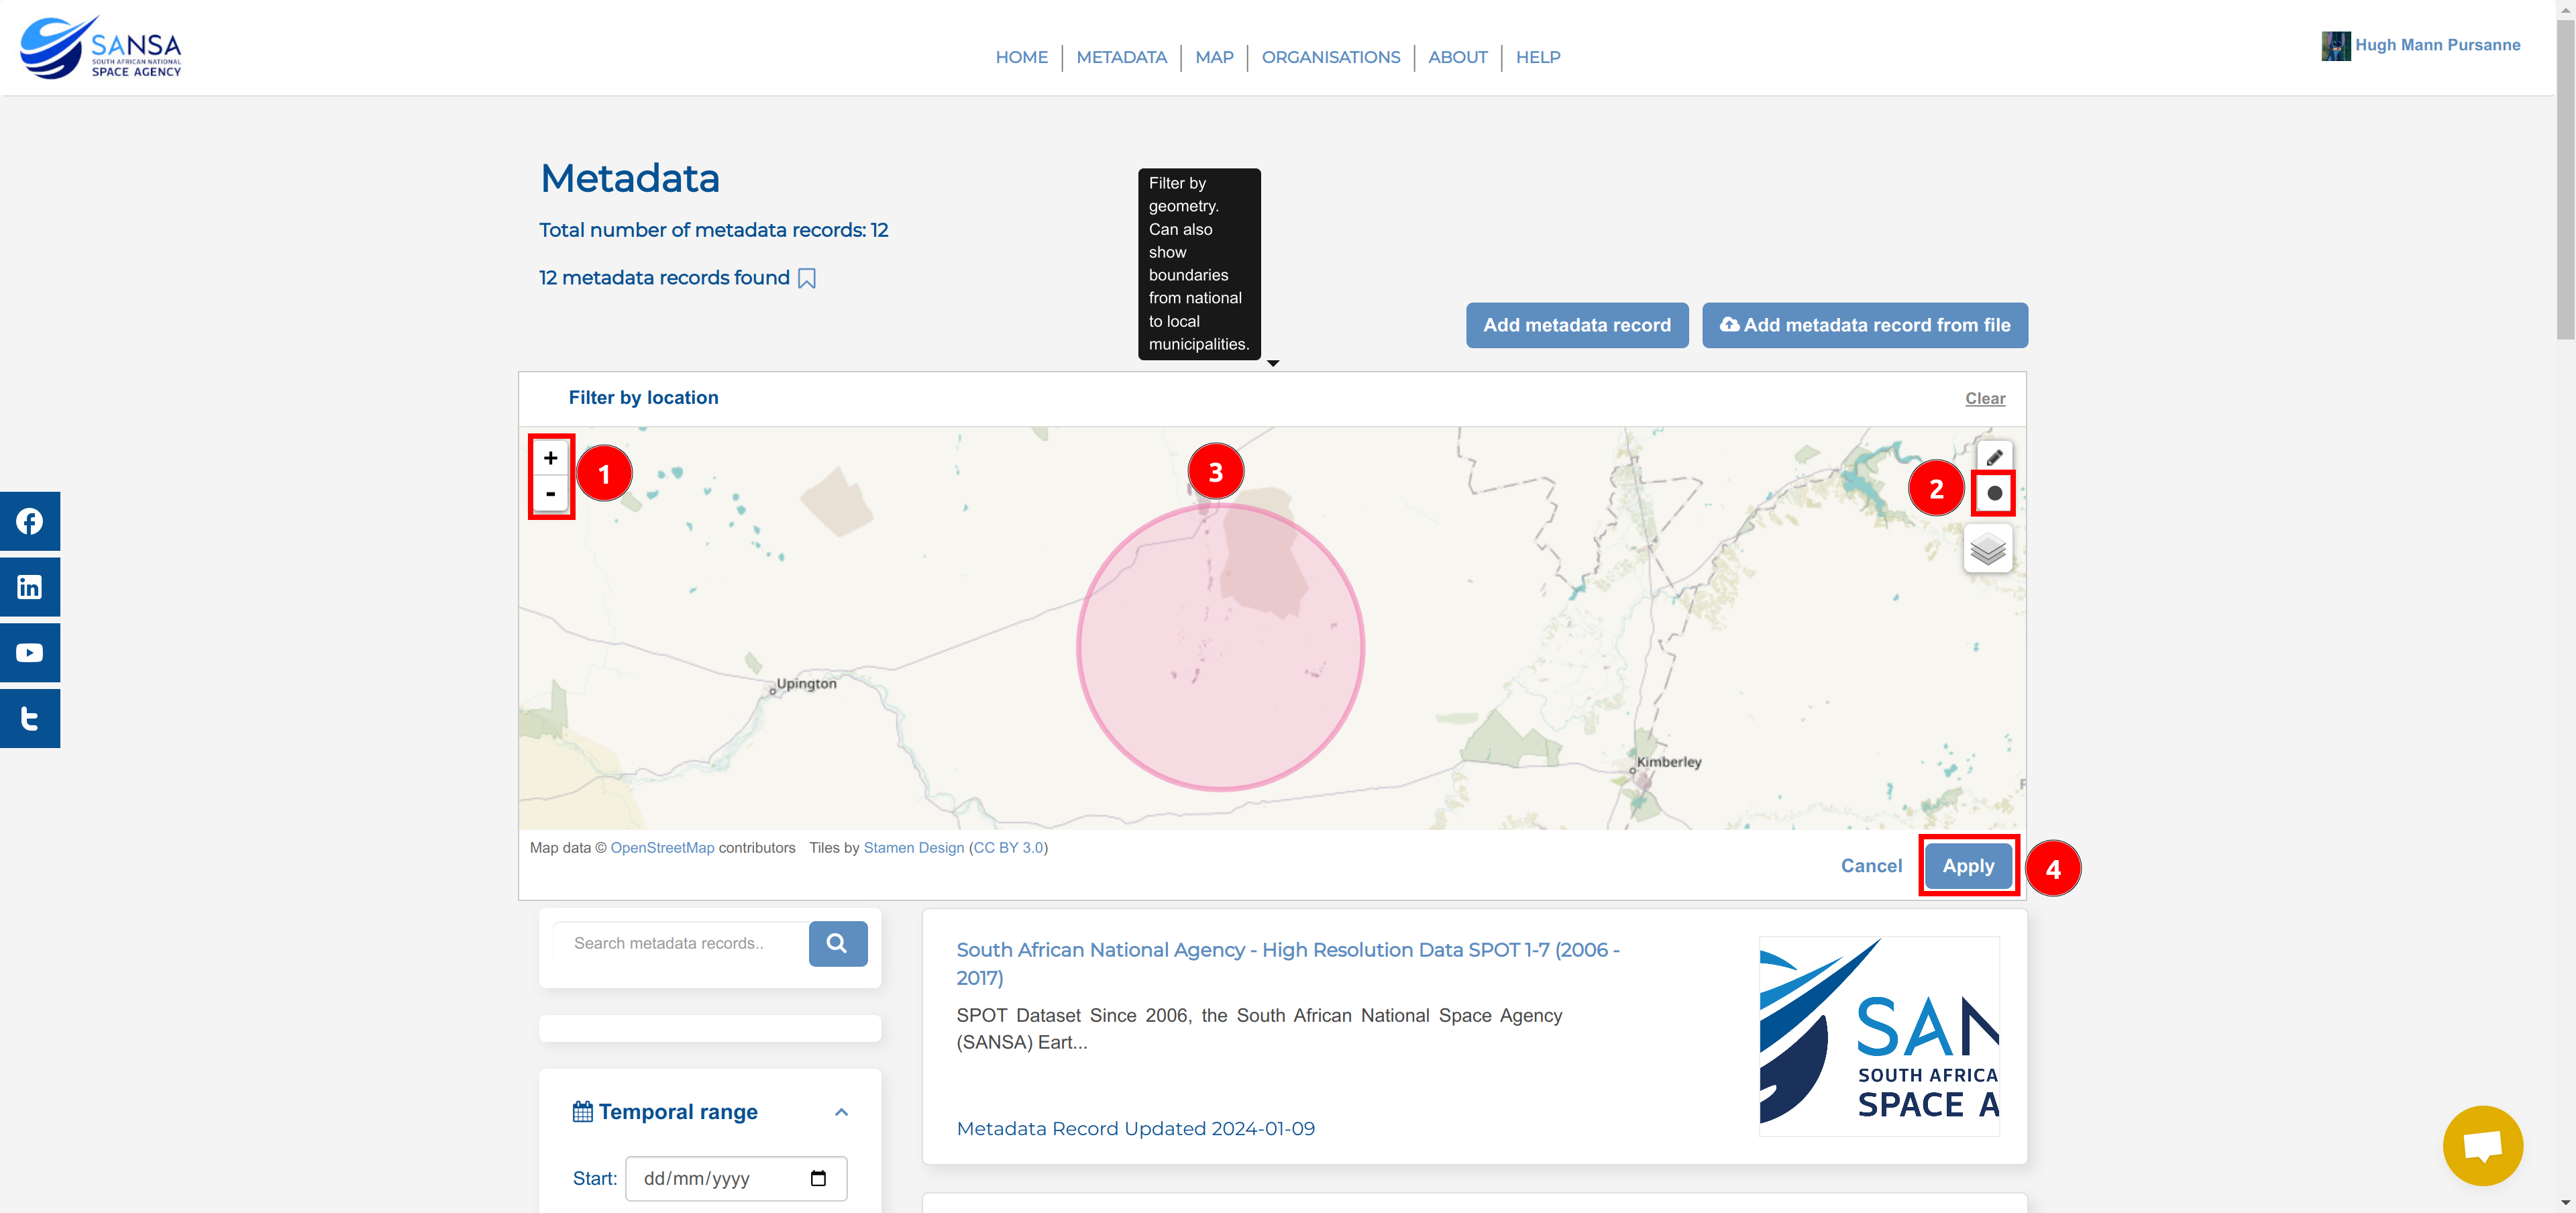 SANSA
SOUTH AFRICAN NATIONAL
SPACE AGENCY
HOME
METADATA
MAP
ORGANISATIONS
ABOUT
HELP
Hugh Mann Pursanne
Metadata
Total number of metadata records: 12
12 metadata records found
Filter by
geometry.
Can also
show
boundaries
from national
to local
municipalities.
Add metadata record
Add metadata record from file
Filter by location
Clear
+
-
1
3
2
Upington
Kimberley
Map data © OpenStreetMap contributors Tiles by Stamen Design (CC BY 3.0)
Cancel
Apply
4
Search metadata records..
South African National Agency - High Resolution Data SPOT 1-7 (2006 -
2017)
SPOT Dataset Since 2006, the South African National Space Agency
(SANSA) Eart...
Metadata Record Updated 2024-01-09
SAN
SOUTH AFRICA
SPACE A
Temporal range
Start:
dd/mm/yyyy